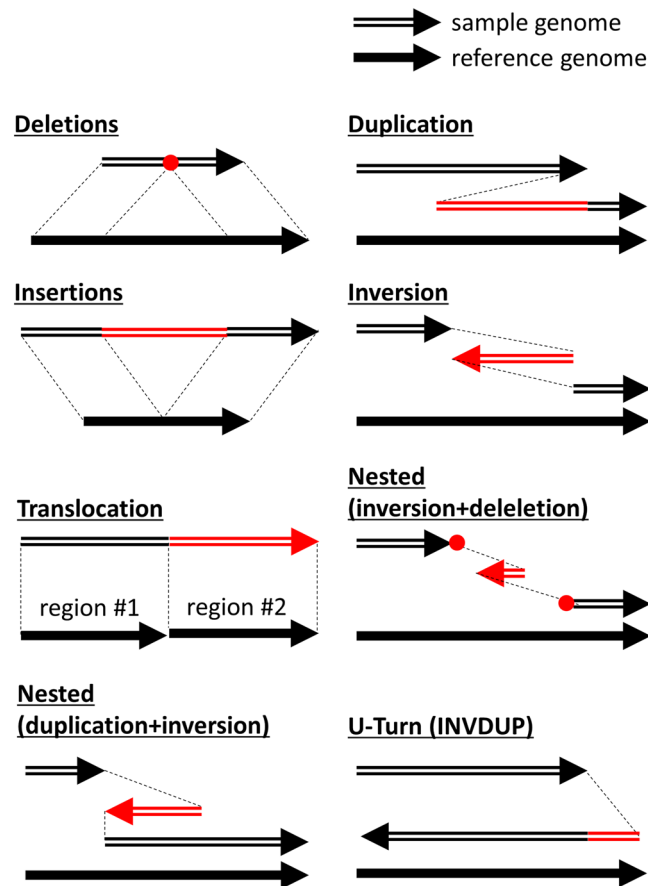 sample genome
reference genome
Deletions
Duplication
Insertions
Inversion
Translocation
Nested
(inversion+deleletion)
region #1
region #2
Nested
(duplication+inversion)
U-Turn (INVDUP)